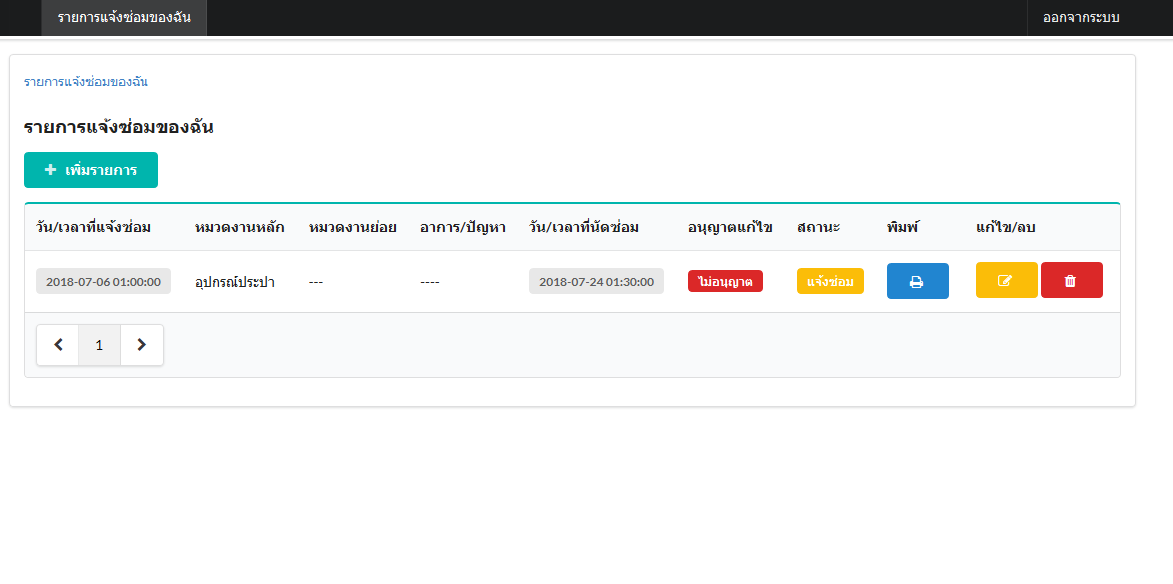 รายการแจ้งซ่อมของฉัน ออกจากระบบ
รายการแจ้งซ่อมของฉัน
รายการแจ้งซ่อมของฉัน
เพิ่มรายการ
วัน/เวลาที่แจ้งซ่อม หมวดงานหลัก หมวดงานย่อย อาการ/ปัญหา วัน/เวลาที่นัดซ่อม อนุญาตแก้ไข สถานะ พิมพ์ แก้ไข/ลบ
2018-07-06 01:00:00 อุปกรณ์ประปา --- ---- 2018-07-24 01:30:00 ไม่อนุญาต แจ้งซ่อม
1